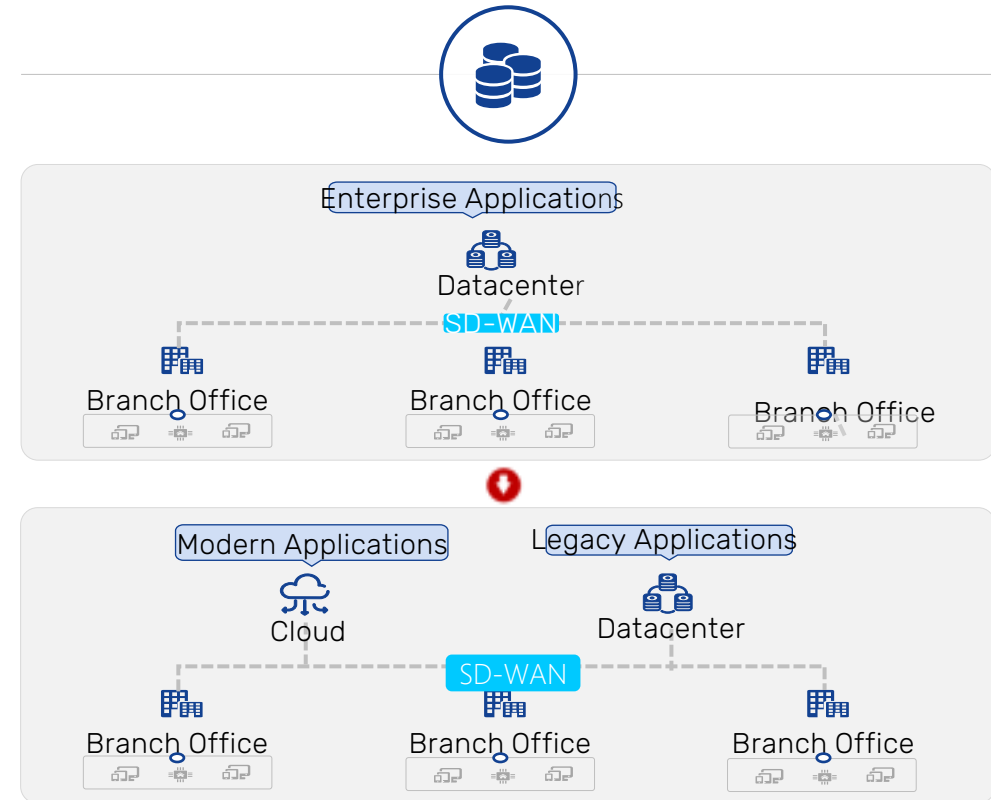 Enterprise Applications
Datacenter
SD-WAN
Branch Office
Branch Office
Branch Office
Modern Applications
Legacy Applications
Cloud
Datacenter
SD-WAN
Branch Office
Branch Office
Branch Office